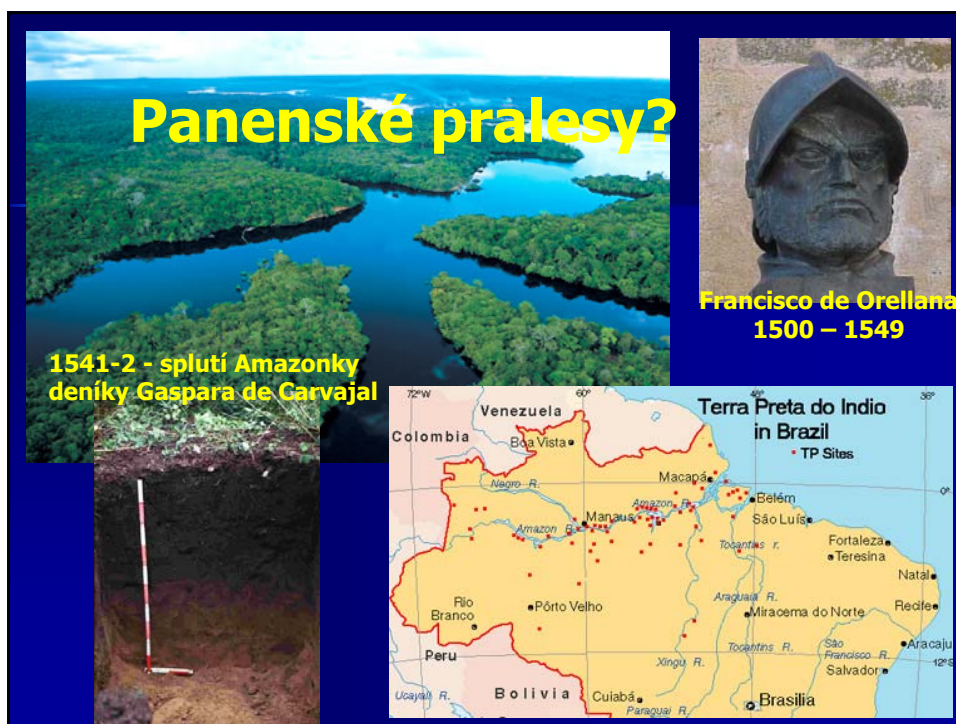 Panenské pralesy?
Francisco de Orellana
1500 – 1549
1541-2 - splutí Amazonky
deníky Gaspara de Carvajal
72°W
60°
48°
36°
Venezuela
Terra Preta do Indio
in Brazil
TP Sites
Colombia
Boa Vista
Macapá
0°
Negro R.
Amazon R.
Belém
Manaus
São Luís
Amazon R.
Tocantins r.
Fortaleza
Teresina
Natal
Araguaia R.
Rio
Branco
Pôrto Velho
Miracema do Norte
Recife
Peru
Tocantins R.
São
Francisco R.
Aracaju
Xingu R.
12°S
Salvador
Ucayali R.
Bolivia
Cuiabá
Brasilia
Paraguai R.